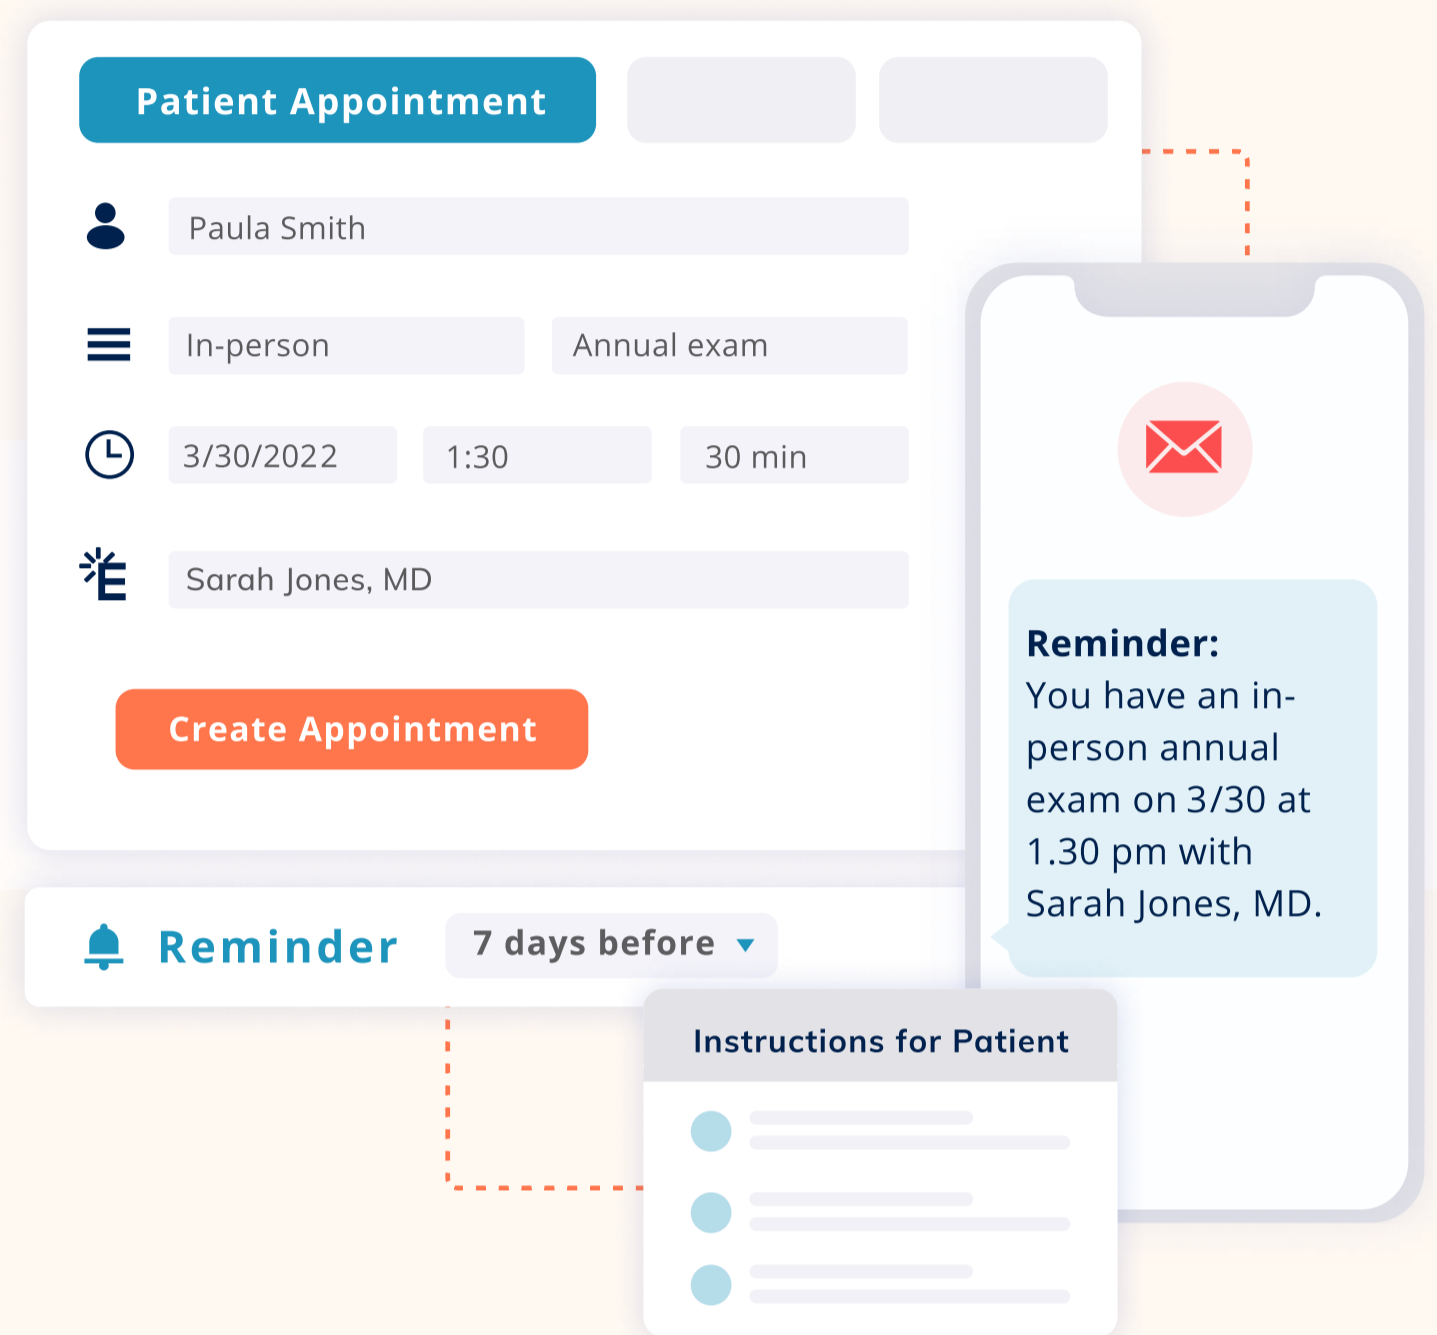 Patient Appointment
Paula Smith
In-person
Annual exam
3/30/2022
1:30
30 min
Sarah Jones, MD
Create Appointment
Reminder
7 days before
Reminder:
You have an in-
person annual
exam on 3/30 at
1.30 pm with
Sarah Jones, MD.
Instructions for Patient